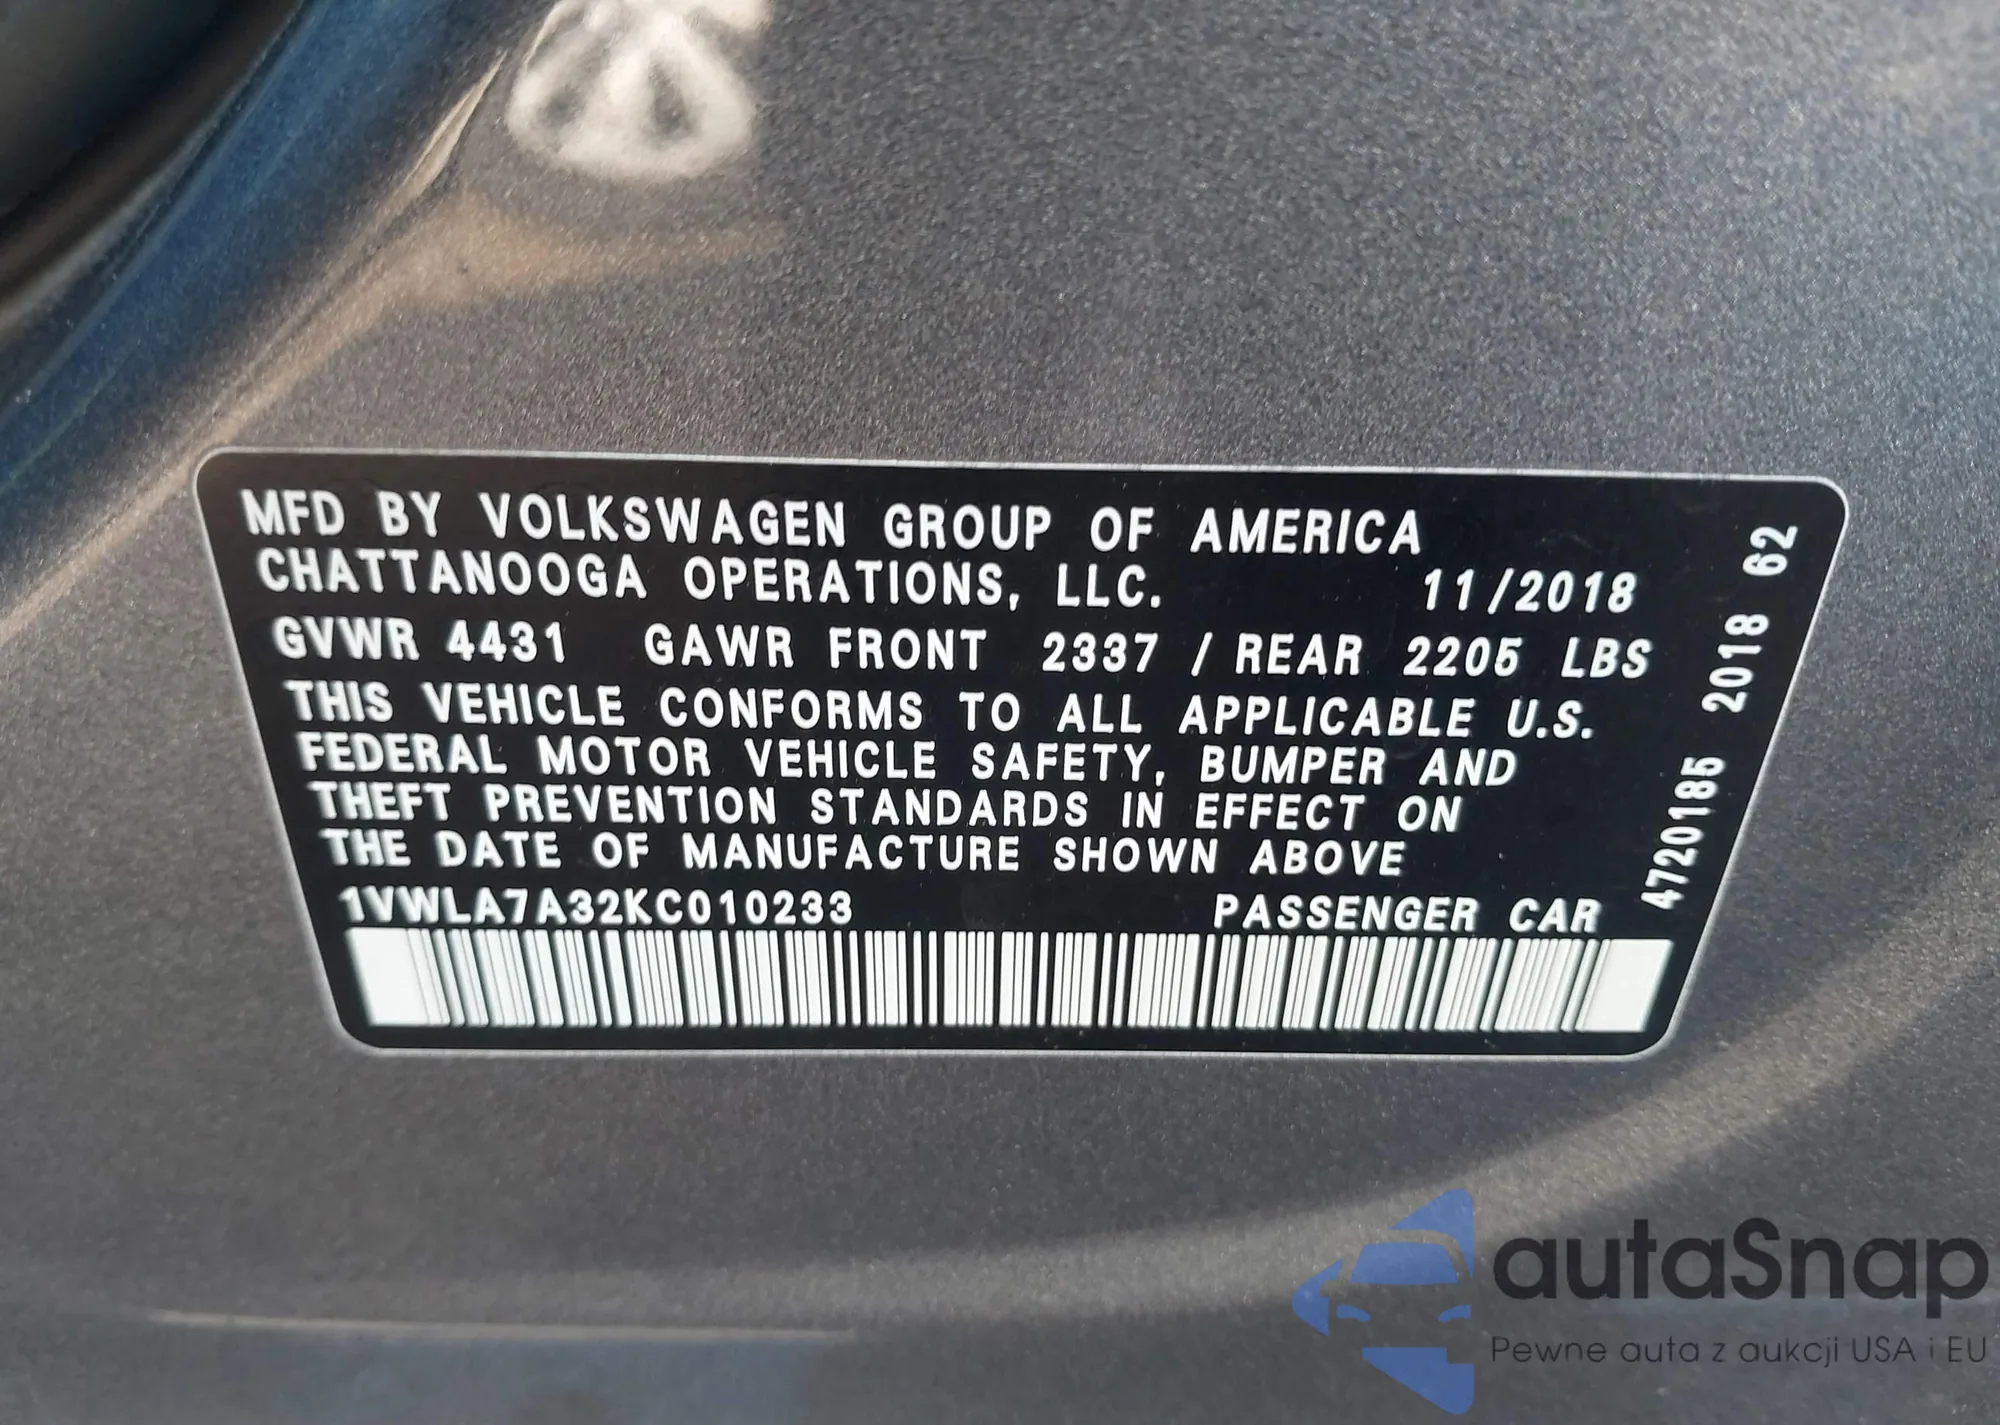 MFD BY VOLKSWAGEN GROUP OF AMERICA
CHATTANOOGA OPERATIONS, LLC. 11/2018
GVWR 4431 GAWR FRONT 2337 / REAR 2205 LBS
THIS VEHICLE CONFORMS TO ALL APPLICABLE U.S.
FEDERAL MOTOR VEHICLE SAFETY, BUMPER AND
THEFT PREVENTION STANDARDS IN EFFECT ON
THE DATE OF MANUFACTURE SHOWN ABOVE
1VWLA7A32KC010233 PASSENGER CAR
4720185 2018 62
autaSnap
Pewne auta z aukcji USA i EU